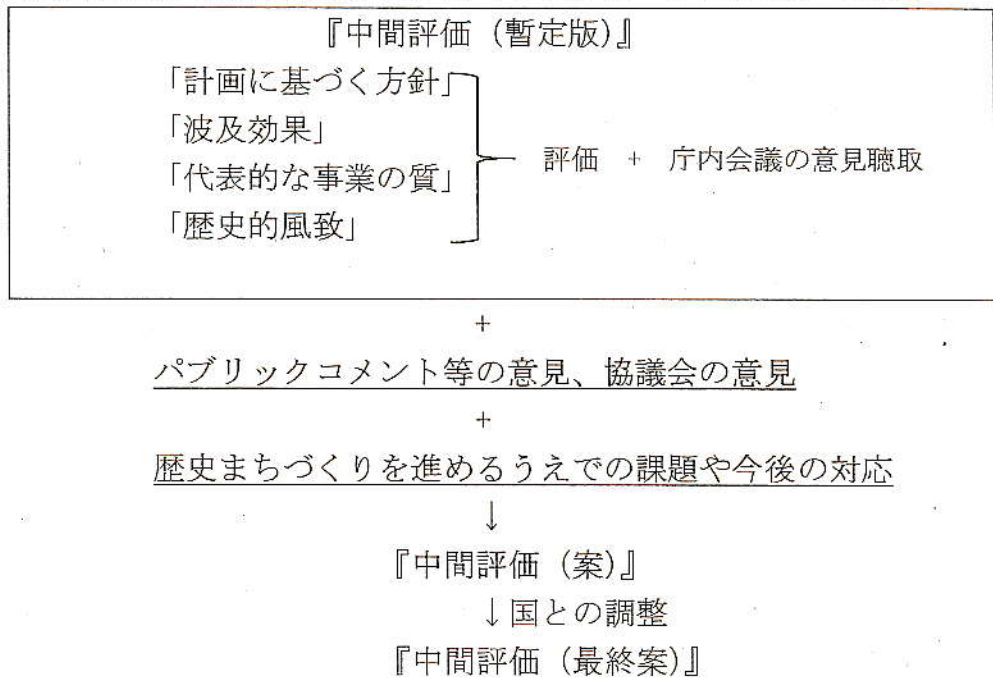 『中間評価（暫定版）』
「計画に基づく方針」
「波及効果」
「代表的な事業の質」
「歴史的風致」
評価 + 庁内会議の意見聴取
+
パブリックコメント等の意見、協議会の意見
+
歴史まちづくりを進めるうえでの課題や今後の対応
↓
『中間評価（案）』
↓国との調整
『中間評価（最終案）』